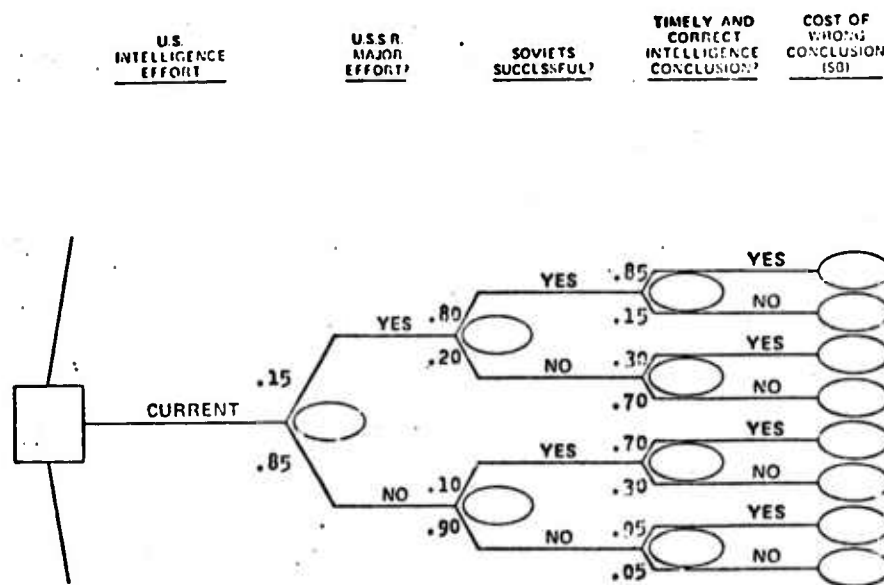 U.S.
INTELLIGENCE
EFFORT
U.S.S.R.
MAJOR
EFFORT?
SOVIETS
SUCCESSFUL?
TIMELY AND
CORRECT
INTELLIGENCE
CONCLUSION?
COST OF
WRONG
CONCLUSION
($B)
CURRENT
.15
.85
YES
NO
.80
.20
.10
.90
YES
NO
YES
NO
.85
.15
.30
.70
.70
.30
.05
YES
NO
YES
NO
YES
NO
YES
NO